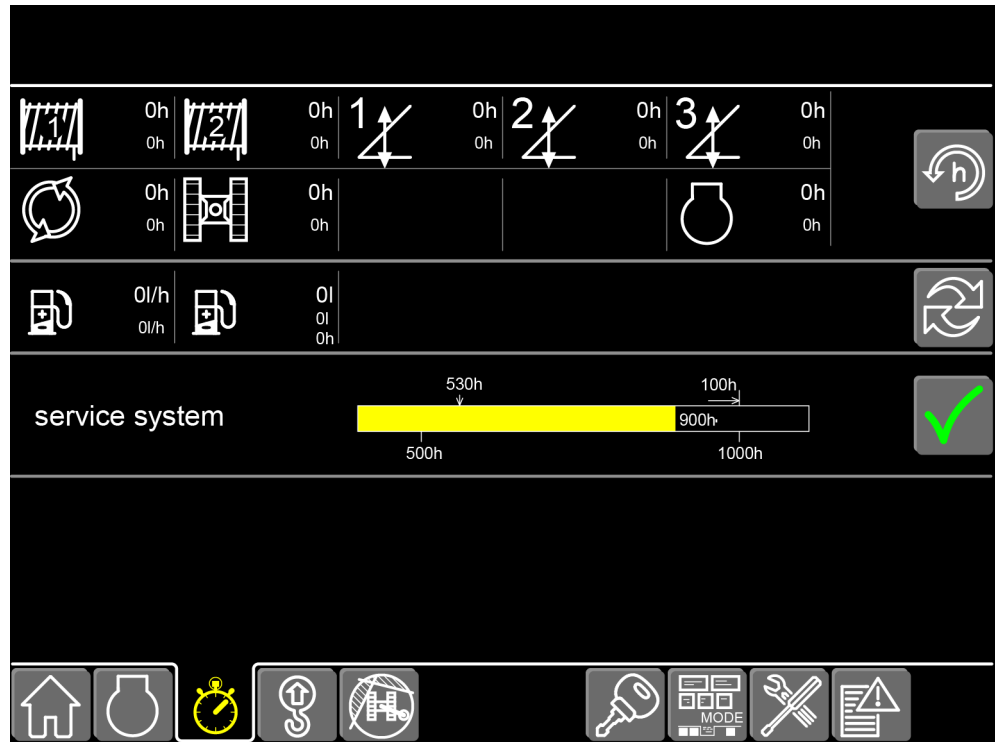 1 0h 2 0h 1 0h 2 0h 3 0h
0h 0h 0h 0h 0h
h
0h 0h 0h
0h 0h 0h
0l/h 0l
0l/h 0l
0h
530h 100h
service system 900h
500h 1000h
MODE